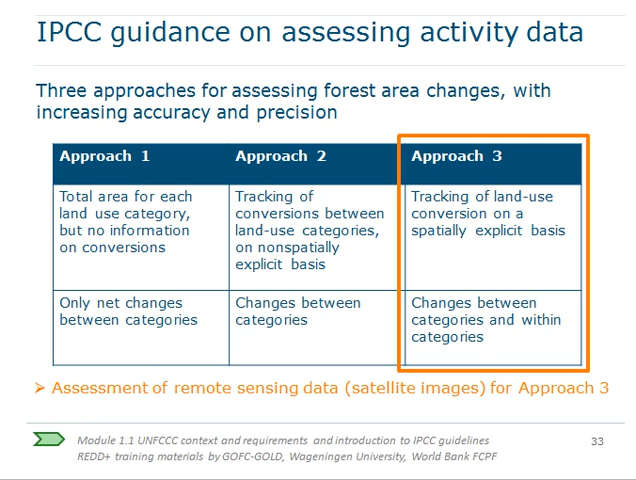 IPCC guidance on assessing activity data
Three approaches for assessing forest area changes, with
increasing accuracy and precision
Approach 1
Approach 2
Approach 3
Total area for each
land use category,
but no information
on conversions
Tracking of
conversions between
land-use categories,
on nonspatially
explicit basis
Tracking of land-use
conversion on a
spatially explicit basis
Only net changes
between categories
Changes between
categories
Changes between
categories and within
categories
➢ Assessment of remote sensing data (satellite images) for Approach 3
Module 1.1 UNFCCC context and requirements and introduction to IPCC guidelines
REDD+ training materials by GOFC-GOLD, Wageningen University, World Bank FCPF
33